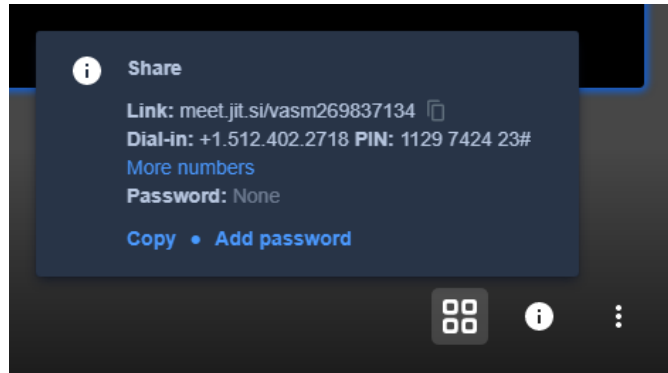 Share
Link: meet.jit.si/vasm269837134
Dial-in: +1.512.402.2718 PIN: 1129 7424 23#
More numbers
Password: None
Copy • Add password